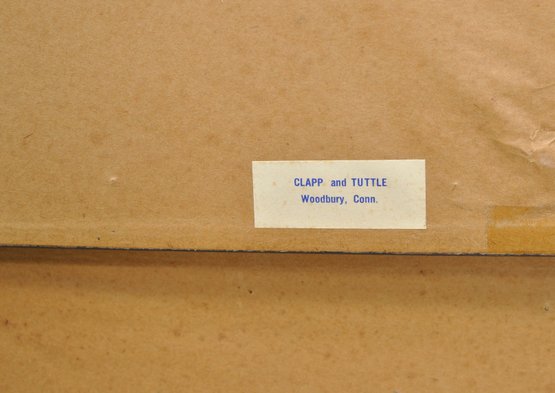 CLAPP and TUTTLE
Woodbury, Conn.